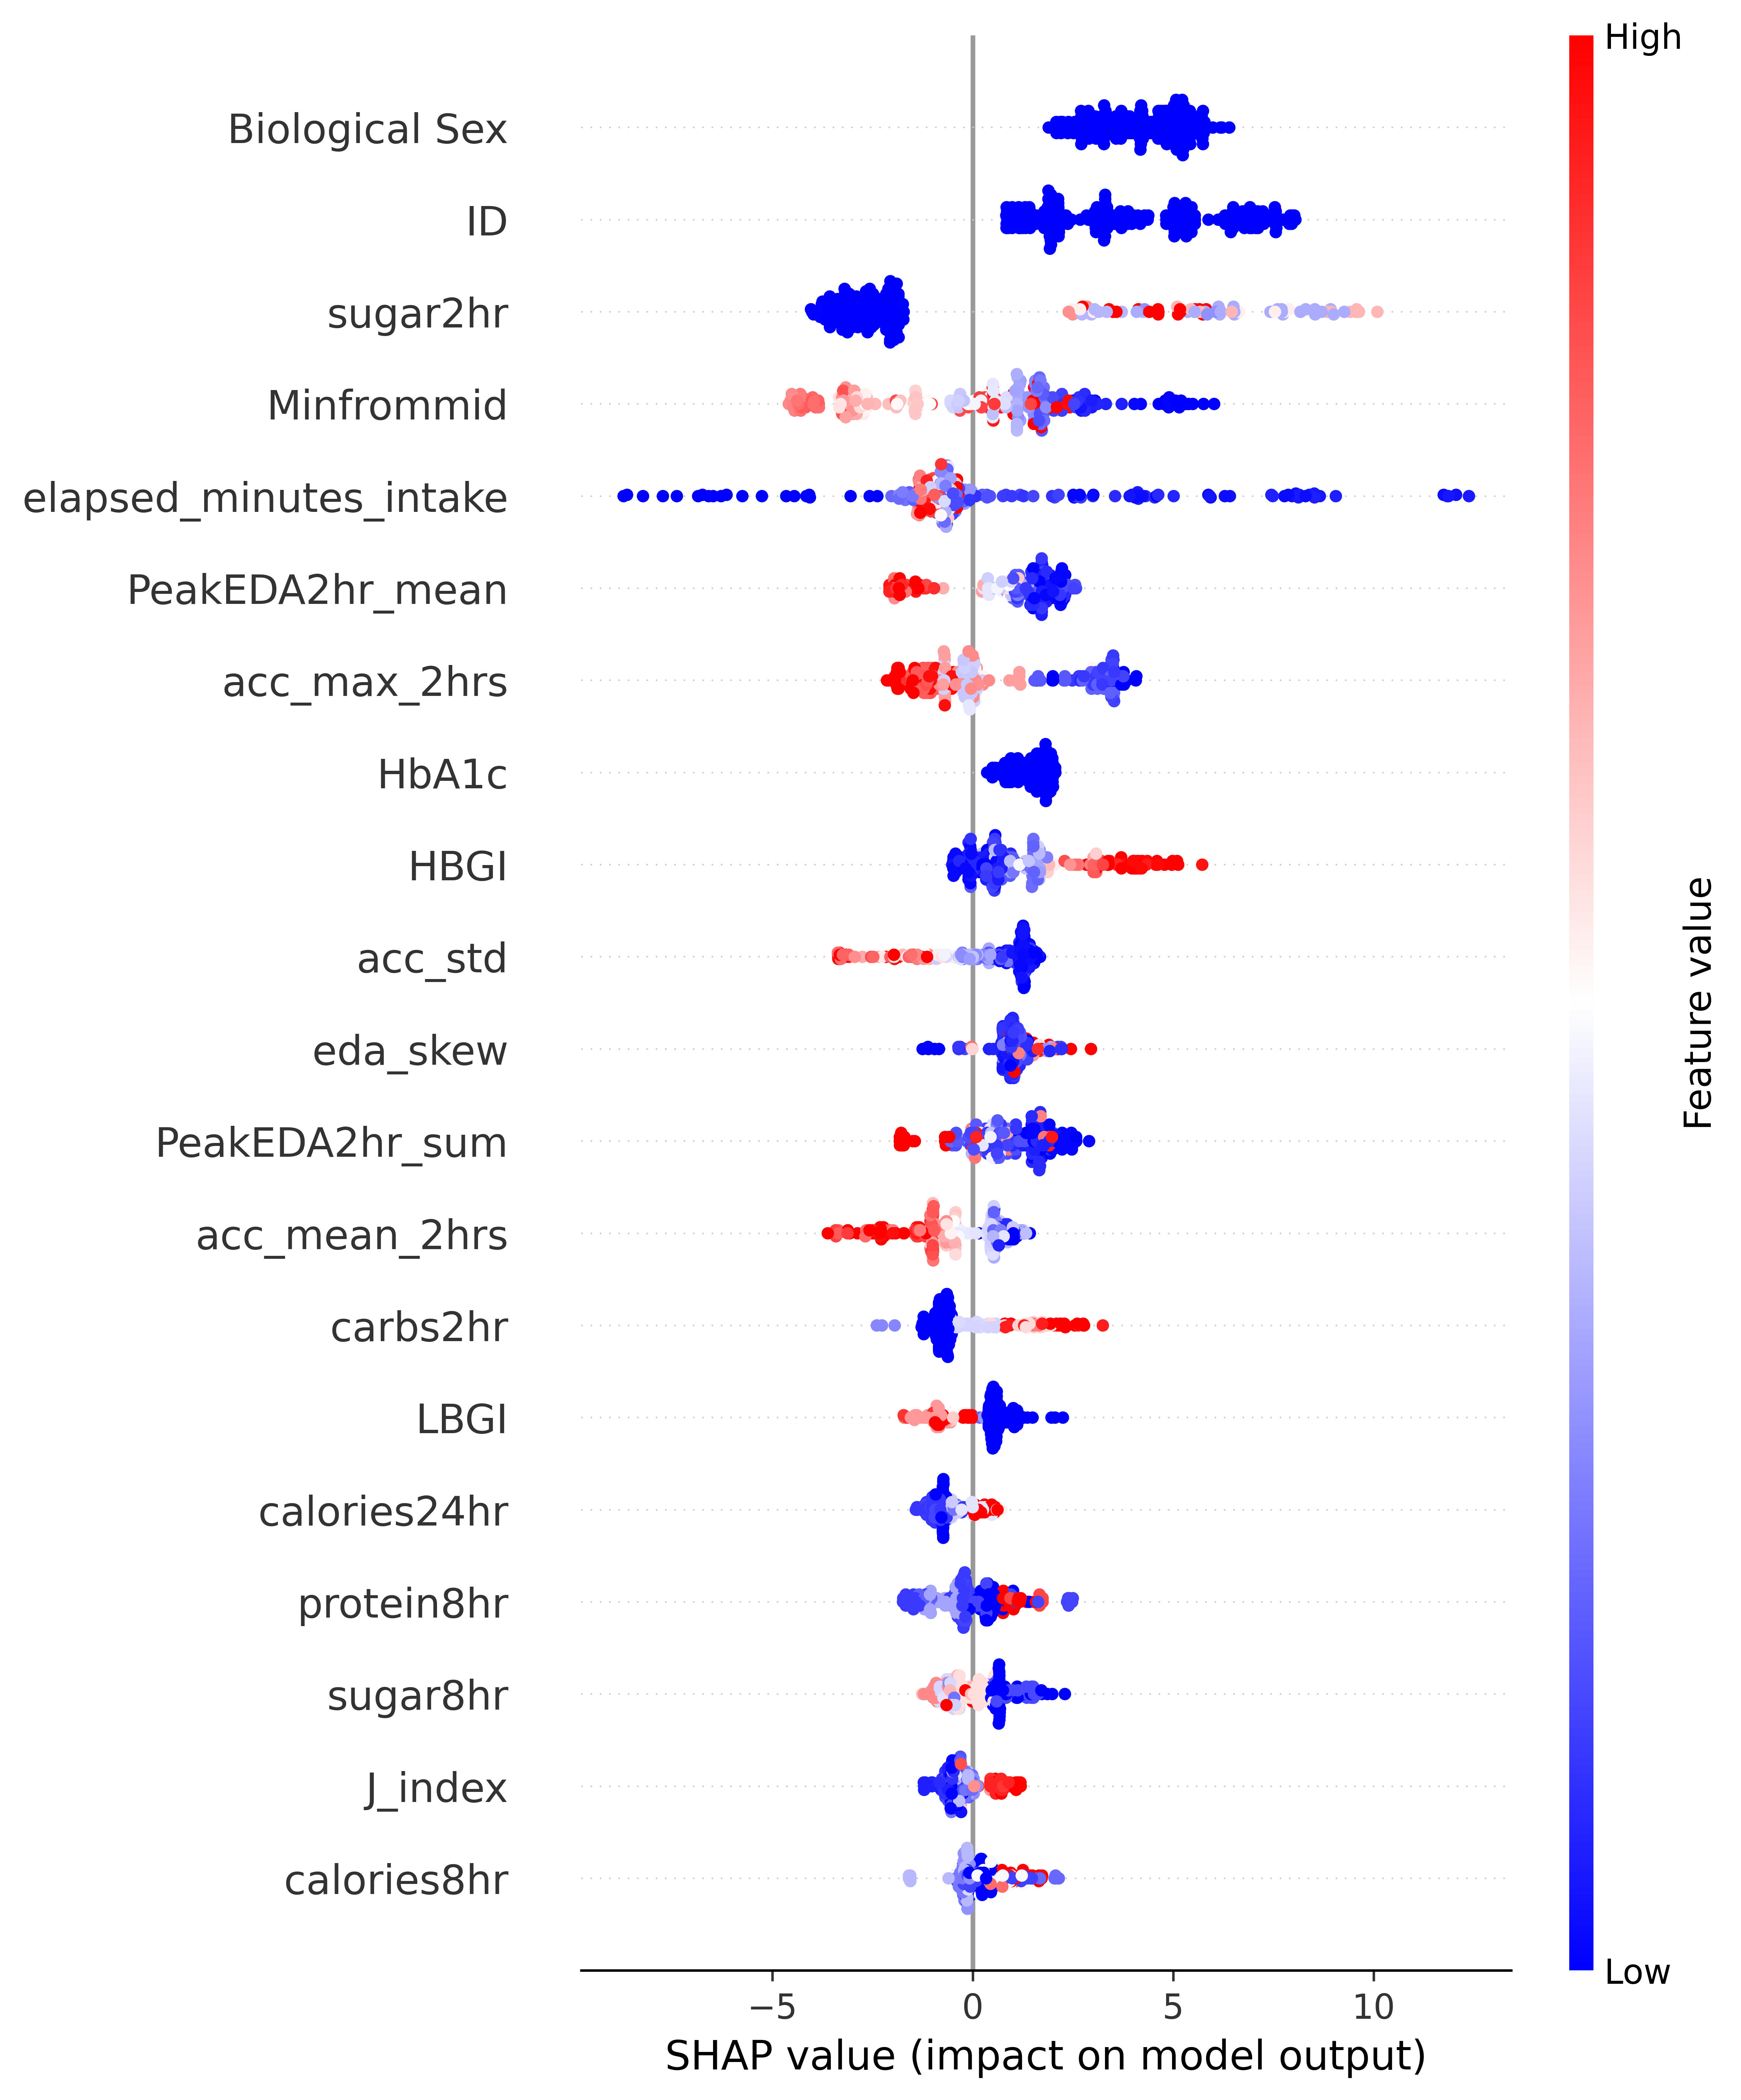 High
Biological Sex
ID
sugar2hr
Minfrommid
elapsed_minutes_intake
PeakEDA2hr_mean
acc_max_2hrs
HbA1c
HBGI
acc_std
eda_skew
PeakEDA2hr_sum
acc_mean_2hrs
carbs2hr
LBGI
calories24hr
protein8hr
sugar8hr
J_index
calories8hr
Feature value
Low
−5 0 5 10
SHAP value (impact on model output)